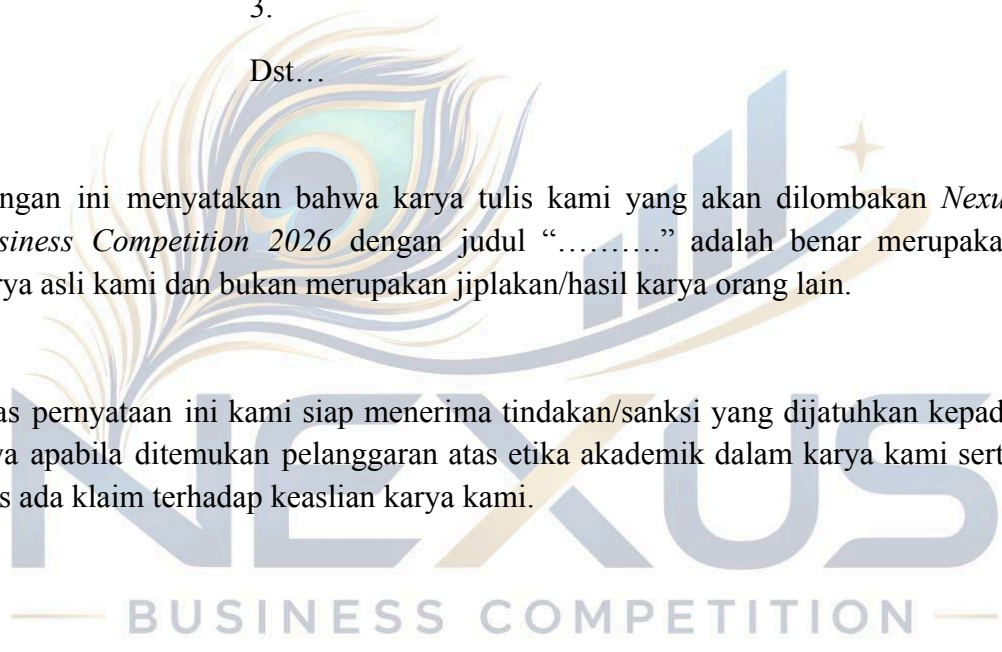 3.
Dst…
ngan ini menyatakan bahwa karya tulis kami yang akan dilombakan Nexu
siness Competition 2026 dengan judul “……….” adalah benar merupaka
rya asli kami dan bukan merupakan jiplakan/hasil karya orang lain.
as pernyataan ini kami siap menerima tindakan/sanksi yang dijatuhkan kepad
ya apabila ditemukan pelanggaran atas etika akademik dalam karya kami sert
s ada klaim terhadap keaslian karya kami.
NEXUS
BUSINESS COMPETITION